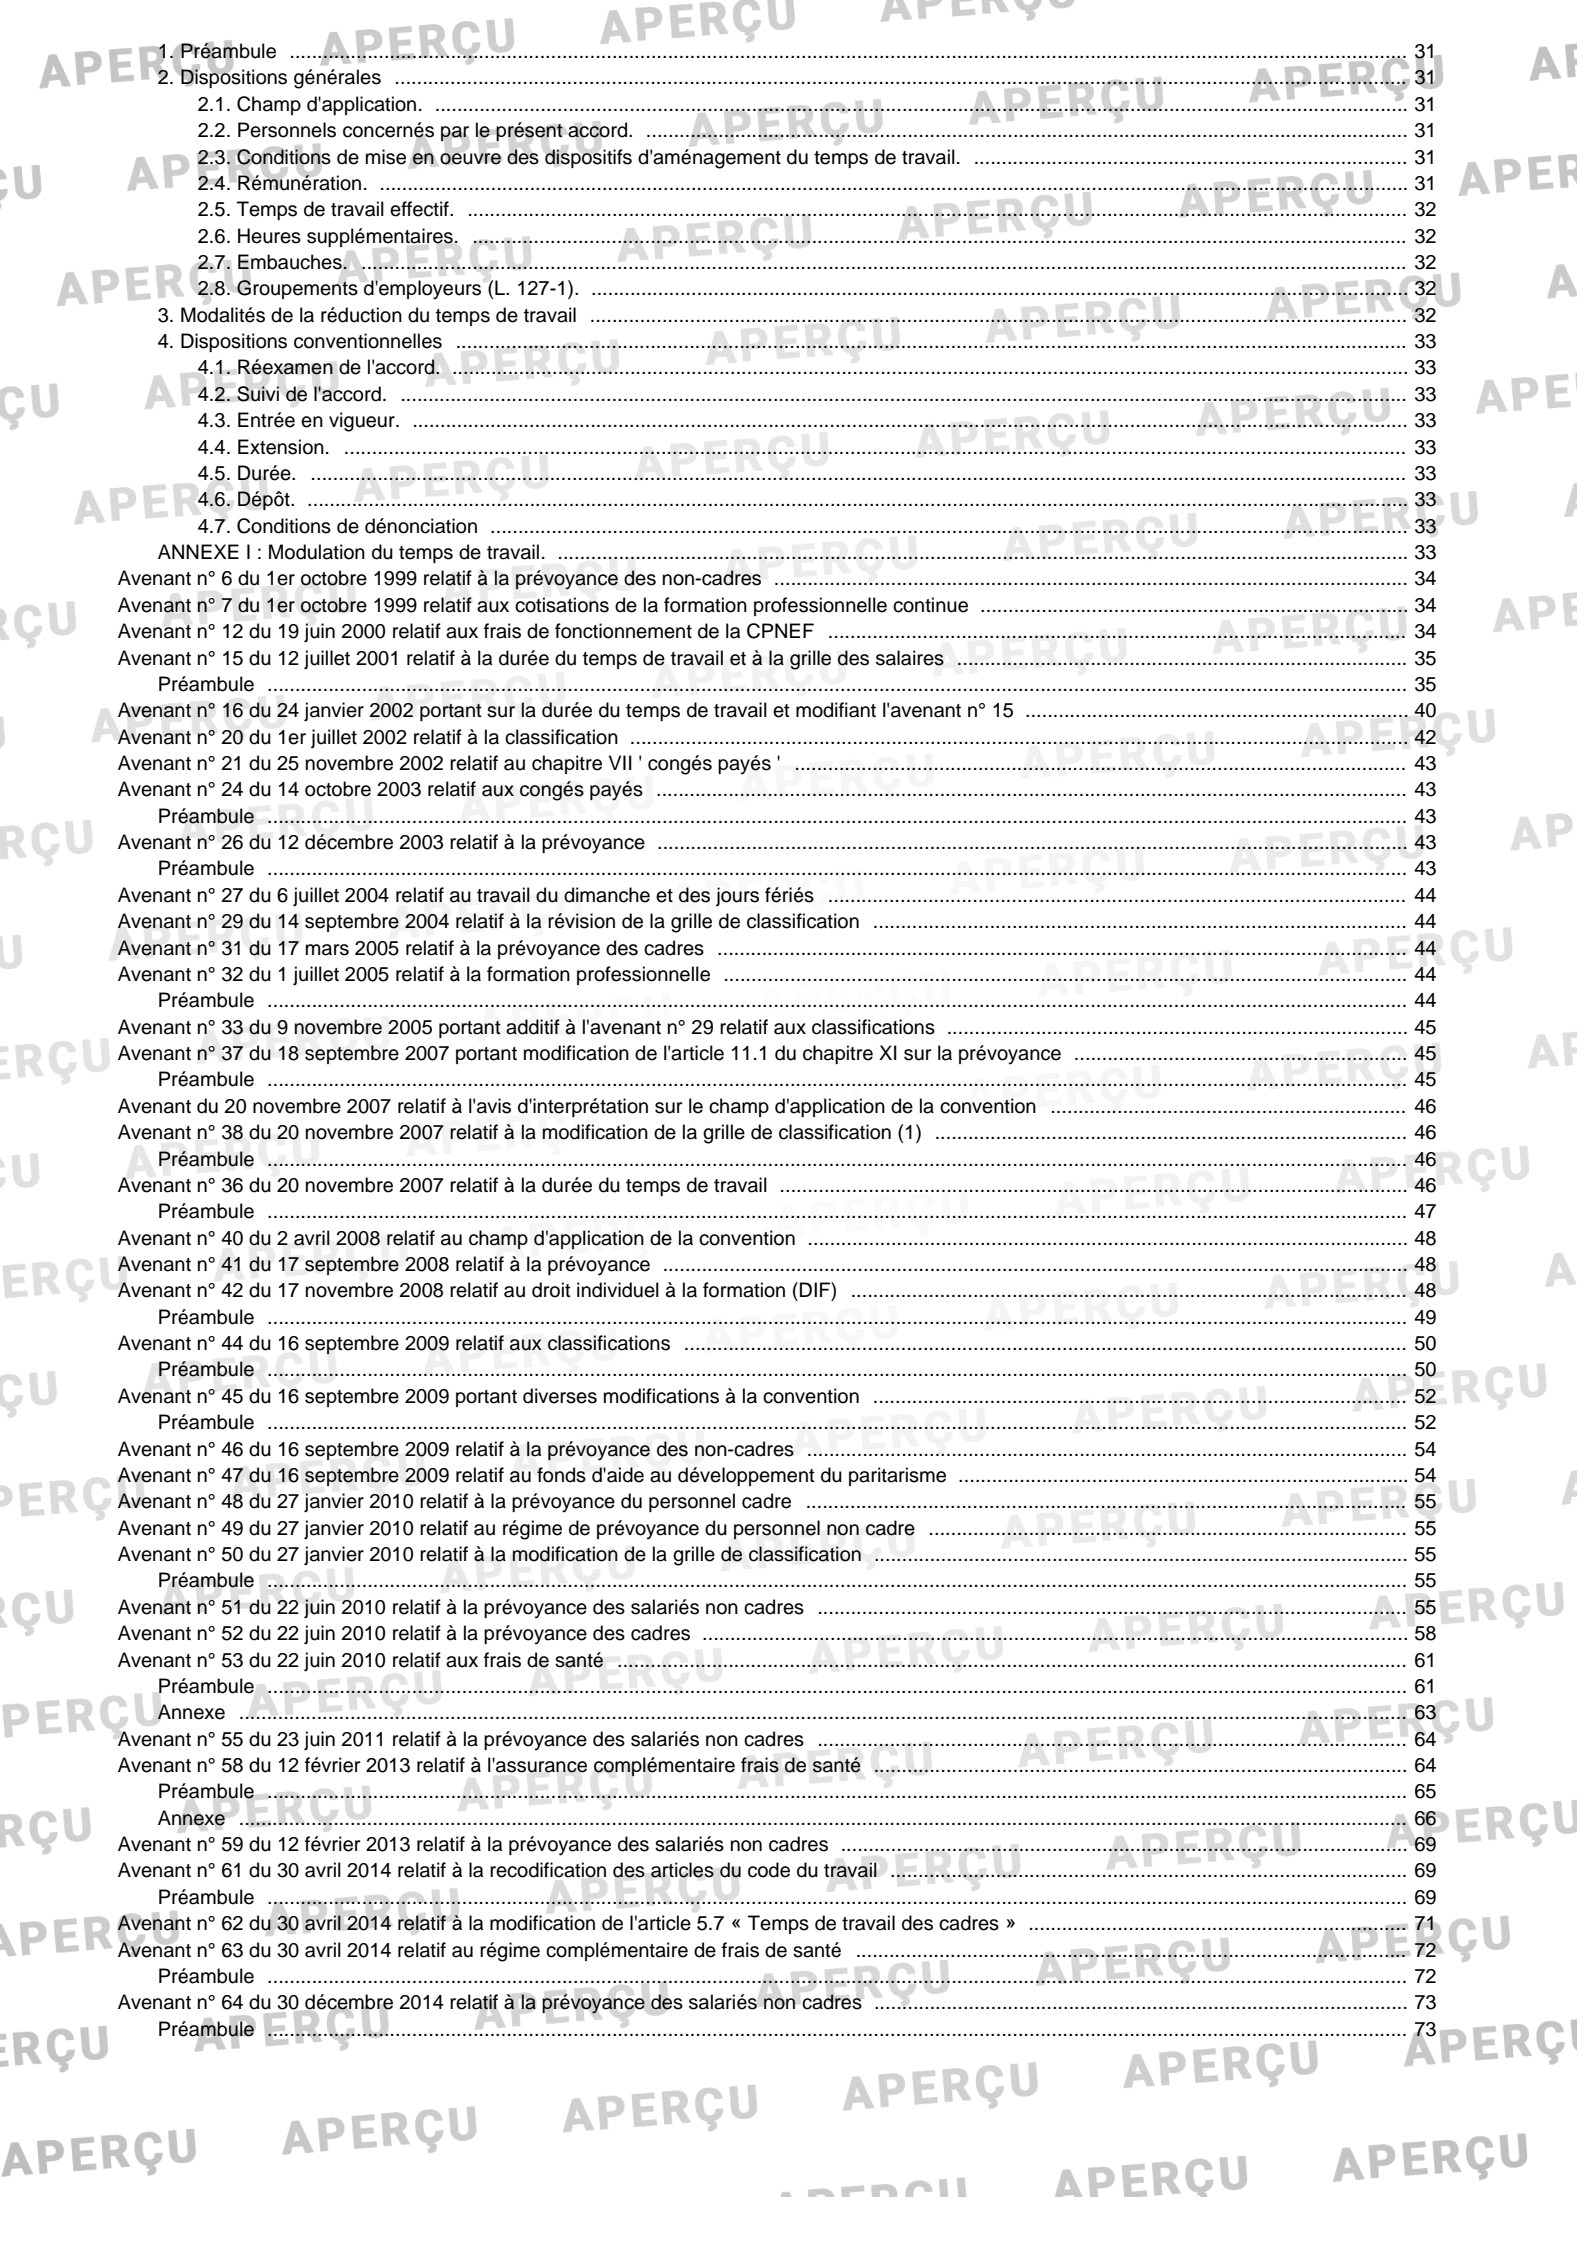 1. Préambule ........ 31
2. Dispositions générales ........ 31
2.1. Champ d'application. ........ 31
2.2. Personnels concernés par le présent accord. ........ 31
2.3. Conditions de mise en oeuvre des dispositifs d'aménagement du temps de travail. ........ 31
2.4. Rémunération. ........ 31
2.5. Temps de travail effectif. ........ 32
2.6. Heures supplémentaires. ........ 32
2.7. Embauches. ........ 32
2.8. Groupements d'employeurs (L. 127-1). ........ 32
3. Modalités de la réduction du temps de travail ........ 32
4. Dispositions conventionnelles ........ 33
4.1. Réexamen de l'accord. ........ 33
4.2. Suivi de l'accord. ........ 33
4.3. Entrée en vigueur. ........ 33
4.4. Extension. ........ 33
4.5. Durée. ........ 33
4.6. Dépôt. ........ 33
4.7. Conditions de dénonciation ........ 33
ANNEXE I : Modulation du temps de travail. ........ 33
Avenant n° 6 du 1er octobre 1999 relatif à la prévoyance des non-cadres ........ 34
Avenant n° 7 du 1er octobre 1999 relatif aux cotisations de la formation professionnelle continue ........ 34
Avenant n° 12 du 19 juin 2000 relatif aux frais de fonctionnement de la CPNEF ........ 34
Avenant n° 15 du 12 juillet 2001 relatif à la durée du temps de travail et à la grille des salaires ........ 35
Préambule ........ 35
Avenant n° 16 du 24 janvier 2002 portant sur la durée du temps de travail et modifiant l'avenant n° 15 ........ 40
Avenant n° 20 du 1er juillet 2002 relatif à la classification ........ 42
Avenant n° 21 du 25 novembre 2002 relatif au chapitre VII ' congés payés ' ........ 43
Avenant n° 24 du 14 octobre 2003 relatif aux congés payés ........ 43
Préambule ........ 43
Avenant n° 26 du 12 décembre 2003 relatif à la prévoyance ........ 43
Préambule ........ 43
Avenant n° 27 du 6 juillet 2004 relatif au travail du dimanche et des jours fériés ........ 44
Avenant n° 29 du 14 septembre 2004 relatif à la révision de la grille de classification ........ 44
Avenant n° 31 du 17 mars 2005 relatif à la prévoyance des cadres ........ 44
Avenant n° 32 du 1 juillet 2005 relatif à la formation professionnelle ........ 44
Préambule ........ 44
Avenant n° 33 du 9 novembre 2005 portant additif à l'avenant n° 29 relatif aux classifications ........ 45
Avenant n° 37 du 18 septembre 2007 portant modification de l'article 11.1 du chapitre XI sur la prévoyance ........ 45
Préambule ........ 45
Avenant du 20 novembre 2007 relatif à l'avis d'interprétation sur le champ d'application de la convention ........ 46
Avenant n° 38 du 20 novembre 2007 relatif à la modification de la grille de classification (1) ........ 46
Préambule ........ 46
Avenant n° 36 du 20 novembre 2007 relatif à la durée du temps de travail ........ 46
Préambule ........ 47
Avenant n° 40 du 2 avril 2008 relatif au champ d'application de la convention ........ 48
Avenant n° 41 du 17 septembre 2008 relatif à la prévoyance ........ 48
Avenant n° 42 du 17 novembre 2008 relatif au droit individuel à la formation (DIF) ........ 48
Préambule ........ 49
Avenant n° 44 du 16 septembre 2009 relatif aux classifications ........ 50
Préambule ........ 50
Avenant n° 45 du 16 septembre 2009 portant diverses modifications à la convention ........ 52
Préambule ........ 52
Avenant n° 46 du 16 septembre 2009 relatif à la prévoyance des non-cadres ........ 54
Avenant n° 47 du 16 septembre 2009 relatif au fonds d'aide au développement du paritarisme ........ 54
Avenant n° 48 du 27 janvier 2010 relatif à la prévoyance du personnel cadre ........ 55
Avenant n° 49 du 27 janvier 2010 relatif au régime de prévoyance du personnel non cadre ........ 55
Avenant n° 50 du 27 janvier 2010 relatif à la modification de la grille de classification ........ 55
Préambule ........ 55
Avenant n° 51 du 22 juin 2010 relatif à la prévoyance des salariés non cadres ........ 55
Avenant n° 52 du 22 juin 2010 relatif à la prévoyance des cadres ........ 58
Avenant n° 53 du 22 juin 2010 relatif aux frais de santé ........ 61
Préambule ........ 61
Annexe ........ 63
Avenant n° 55 du 23 juin 2011 relatif à la prévoyance des salariés non cadres ........ 64
Avenant n° 58 du 12 février 2013 relatif à l'assurance complémentaire frais de santé ........ 64
Préambule ........ 65
Annexe ........ 66
Avenant n° 59 du 12 février 2013 relatif à la prévoyance des salariés non cadres ........ 69
Avenant n° 61 du 30 avril 2014 relatif à la recodification des articles du code du travail ........ 69
Préambule ........ 69
Avenant n° 62 du 30 avril 2014 relatif à la modification de l'article 5.7 « Temps de travail des cadres » ........ 71
Avenant n° 63 du 30 avril 2014 relatif au régime complémentaire de frais de santé ........ 72
Préambule ........ 72
Avenant n° 64 du 30 décembre 2014 relatif à la prévoyance des salariés non cadres ........ 73
Préambule ........ 73
APERÇU